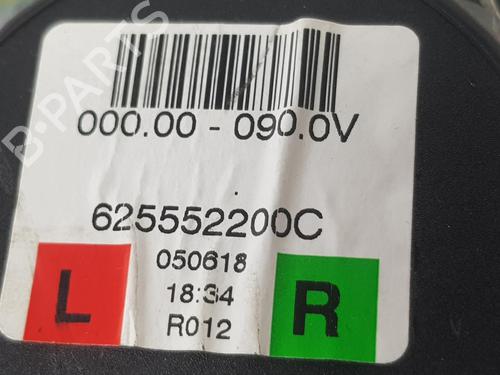 B-PARTS
000.00 - 090.0V
625552200C
050618
18:34
R012
L
R